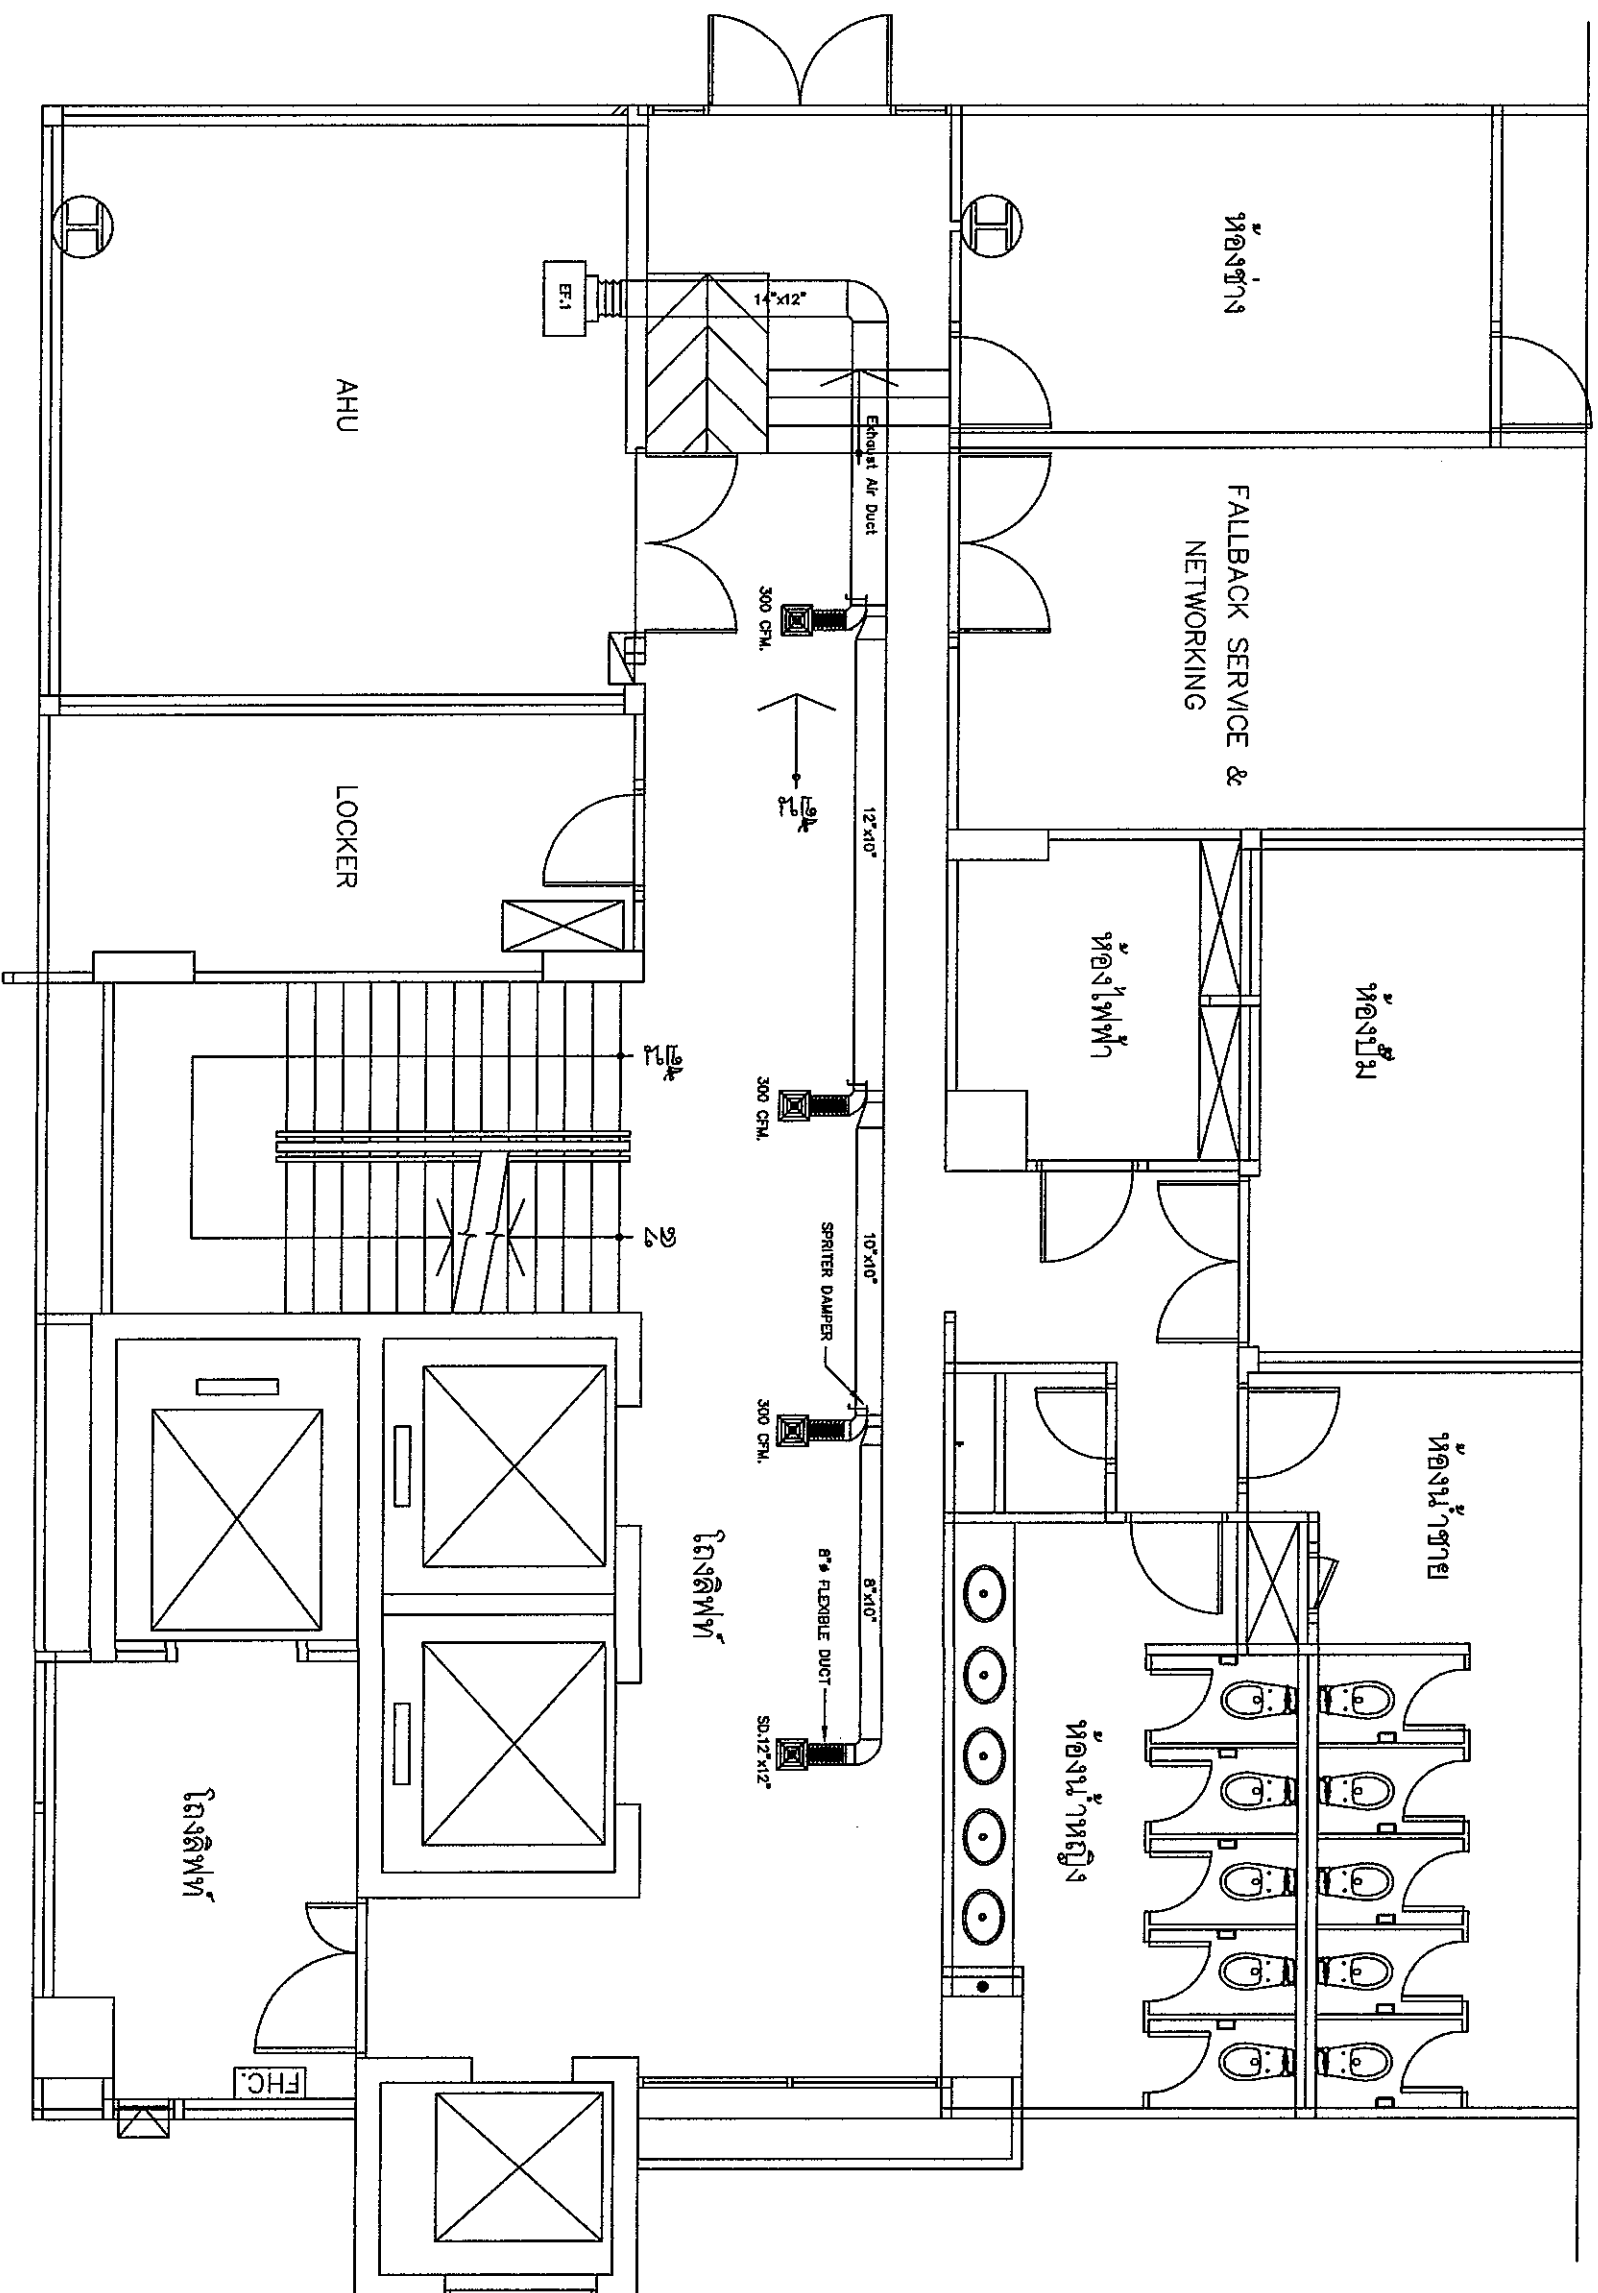 ห้องช่าง
FALLBACK SERVICE &
NETWORKING
ห้องไฟฟ้า
ห้องปั๊ม
ห้องน้ำชาย
ห้องน้ำหญิง
14"x12"
EF.1
Exhaust Air Duct
300 CFM.
12"x10"
ขึ้น
300 CFM.
10"x10"
SPRITER DAMPER
300 CFM.
8"x10"
8"ø FLEXIBLE DUCT
SD.12"x12"
AHU
LOCKER
ขึ้น
โถงลิฟท์
โถงลิฟท์
FHC.